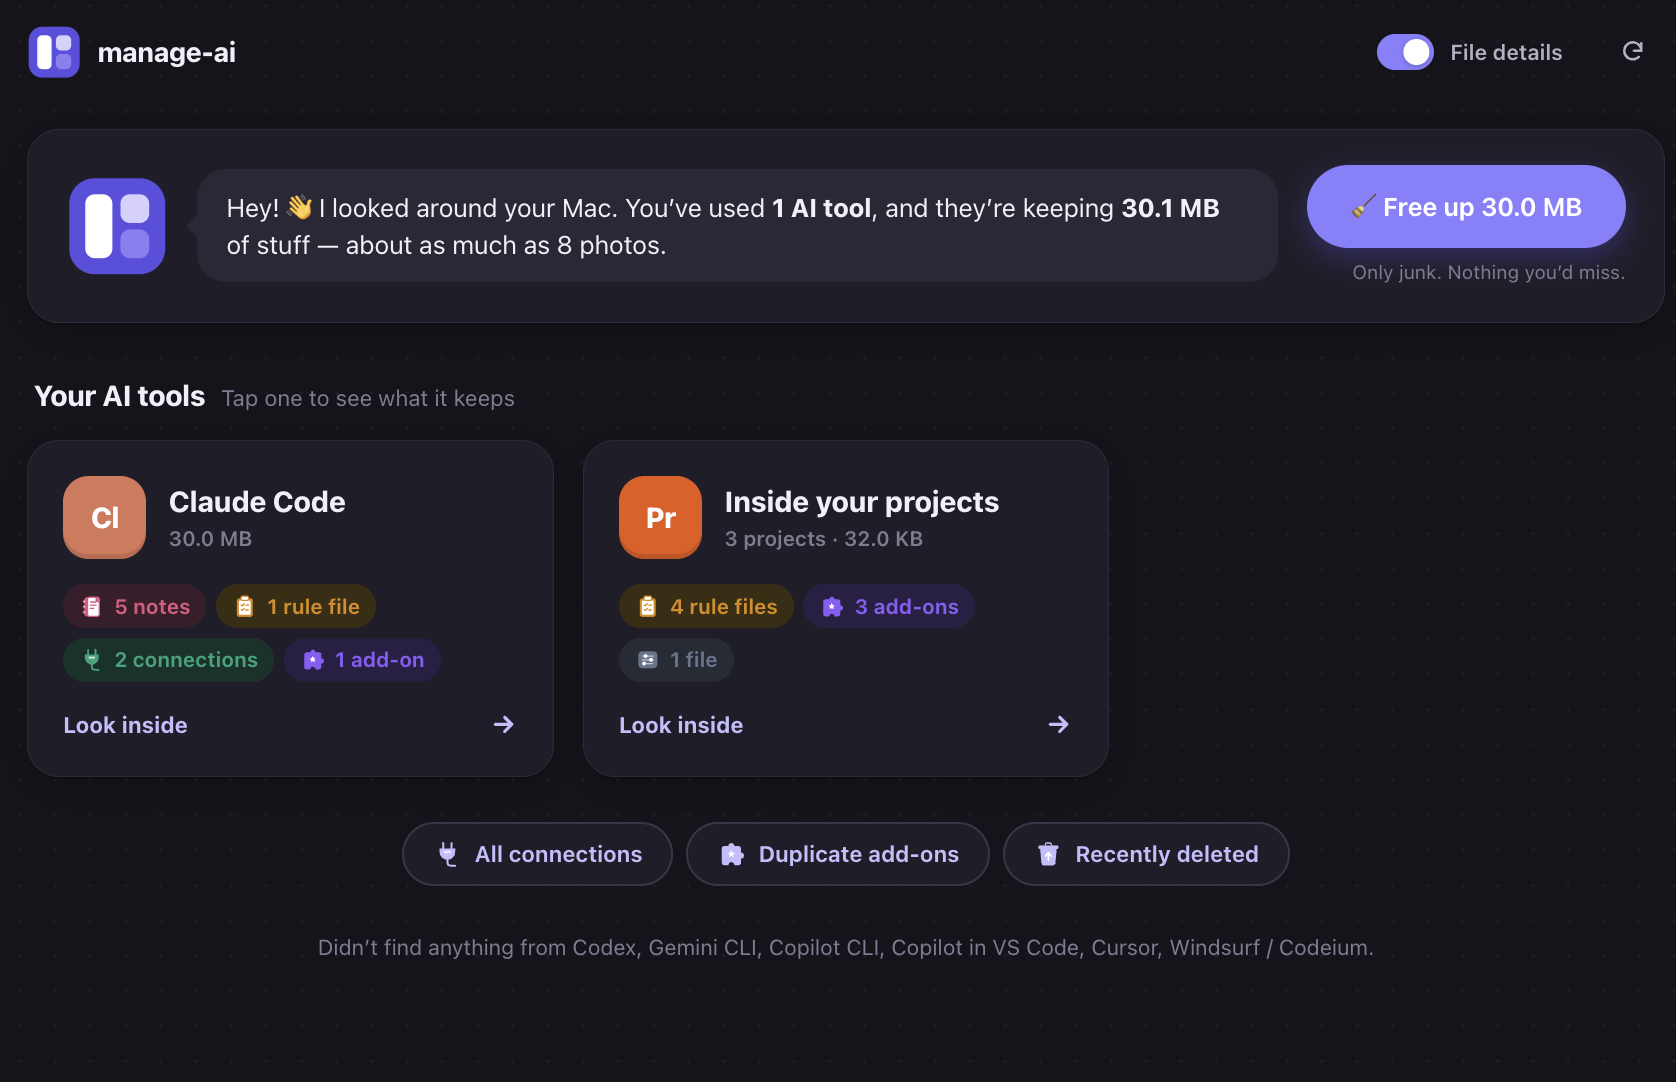 manage-ai
File details
Hey! 👋 I looked around your Mac. You’ve used 1 AI tool, and they’re keeping 30.1 MB
of stuff — about as much as 8 photos.
🧹 Free up 30.0 MB
Only junk. Nothing you’d miss.
Your AI tools Tap one to see what it keeps
Cl
Claude Code
30.0 MB
5 notes
1 rule file
2 connections
1 add-on
Look inside →
Pr
Inside your projects
3 projects · 32.0 KB
4 rule files
3 add-ons
1 file
Look inside →
All connections
Duplicate add-ons
Recently deleted
Didn’t find anything from Codex, Gemini CLI, Copilot CLI, Copilot in VS Code, Cursor, Windsurf / Codeium.